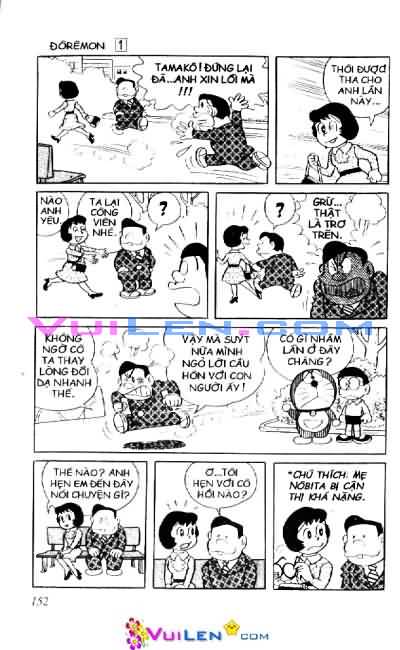 ĐÔRÊMON 1
TAMAKÔ! ĐỨNG LẠI
ĐÃ...ANH XIN LỖI MÀ
!!!
THÔI ĐƯỢC
THA CHO
ANH LẦN
NÀY...
NÀO
ANH
YÊU.
TA LẠI
CÔNG
VIÊN
NHÉ.
?
?
GRỪ...
THẬT
LÀ TRƠ
TRẼN.
KHÔNG
NGỜ CÔ
TA THAY
LÒNG ĐỔI
DẠ NHANH
THẾ.
VẬY MÀ SUÝT
NỮA MÌNH
NGỎ LỜI CẦU
HÔN VỚI CON
NGƯỜI ẤY!
CÓ GÌ NHẦM
LẪN Ở ĐÂY
CHĂNG?
VUILEN.COM
THẾ NÀO? ANH
HẸN EM ĐẾN ĐÂY
NÓI CHUYỆN GÌ?
Ơ...TÔI
HẸN VỚI CÔ
HỒI NÀO?
*CHÚ THÍCH: MẸ
NÔBITA BỊ CẬN
THỊ KHÁ NẶNG.
152
VUILEN.COM